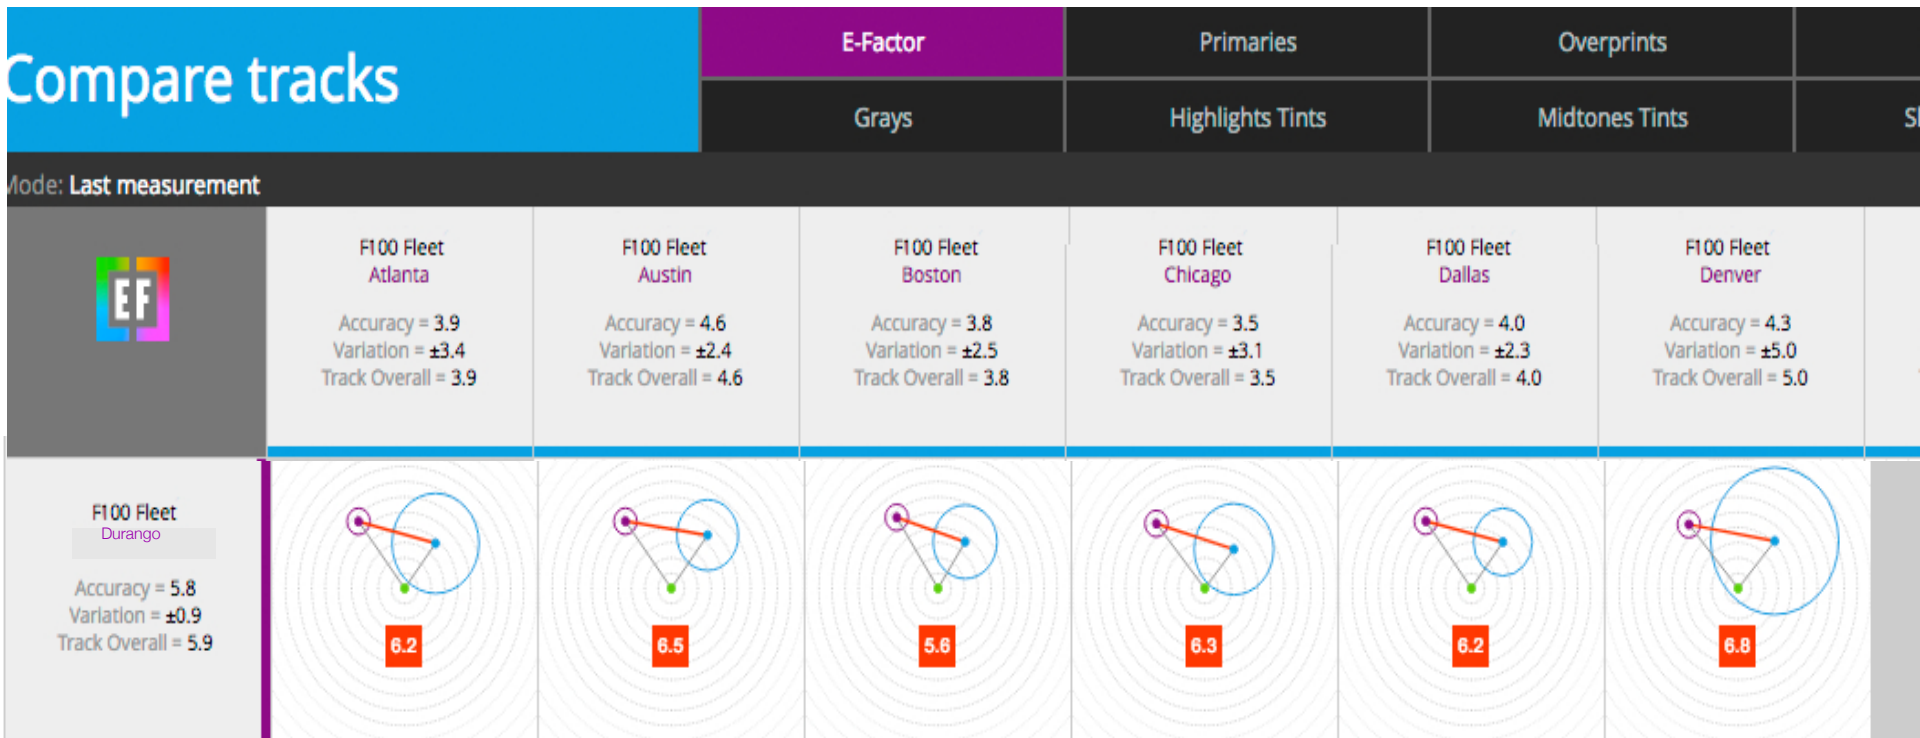 Compare tracks
E-Factor
Primaries
Overprints
Grays
Highlights Tints
Midtones Tints
Mode: Last measurement
EF
F100 Fleet
Atlanta
Accuracy = 3.9
Variation = ±3.4
Track Overall = 3.9
F100 Fleet
Austin
Accuracy = 4.6
Variation = ±2.4
Track Overall = 4.6
F100 Fleet
Boston
Accuracy = 3.8
Variation = ±2.5
Track Overall = 3.8
F100 Fleet
Chicago
Accuracy = 3.5
Variation = ±3.1
Track Overall = 3.5
F100 Fleet
Dallas
Accuracy = 4.0
Variation = ±2.3
Track Overall = 4.0
F100 Fleet
Denver
Accuracy = 4.3
Variation = ±5.0
Track Overall = 5.0
F100 Fleet
Durango
Accuracy = 5.8
Variation = ±0.9
Track Overall = 5.9
6.2
6.5
5.6
6.3
6.2
6.8